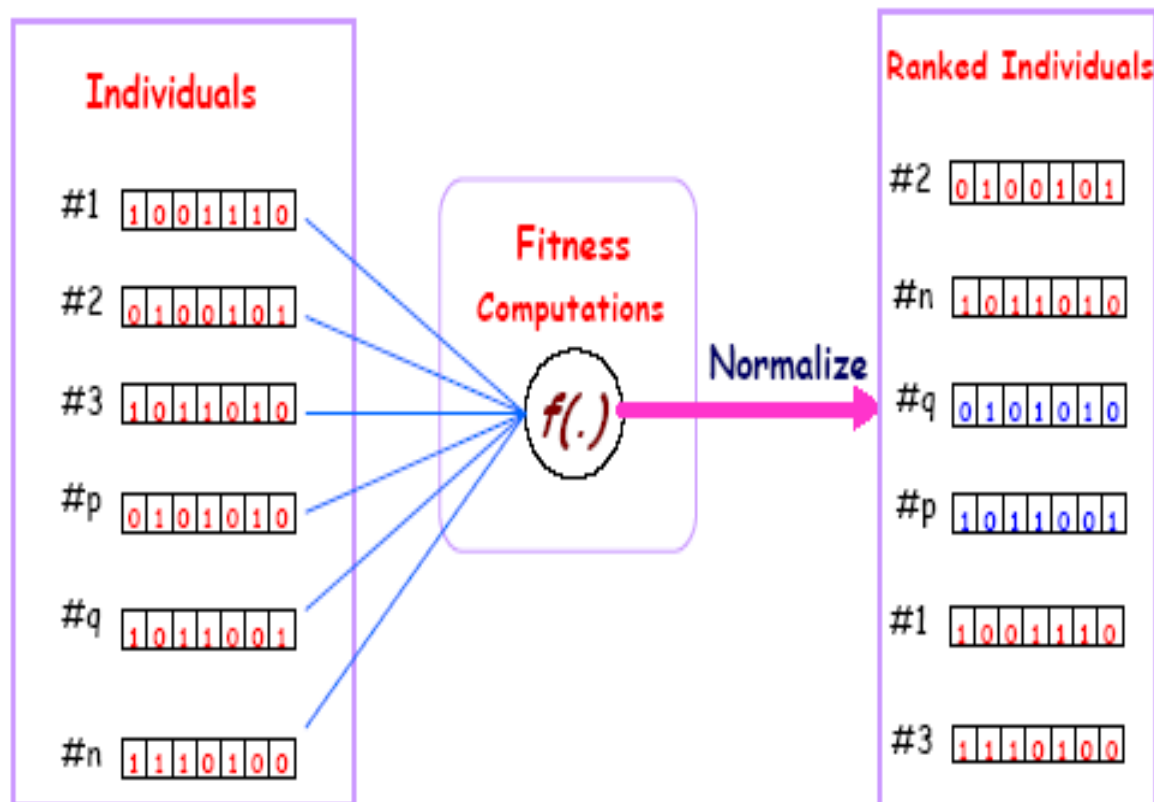 Individuals
#1 1 0 0 1 1 1 0
#2 0 1 0 0 1 0 1
#3 1 0 1 1 0 1 0
#p 0 1 0 1 0 1 0
#q 1 0 1 1 0 0 1
#n 1 1 1 0 1 0 0
Fitness
Computations
f(.)
Normalize
Ranked Individuals
#2 0 1 0 0 1 0 1
#n 1 0 1 1 0 1 0
#q 0 1 0 1 0 1 0
#p 1 0 1 1 0 0 1
#1 1 0 0 1 1 1 0
#3 1 1 1 0 1 0 0